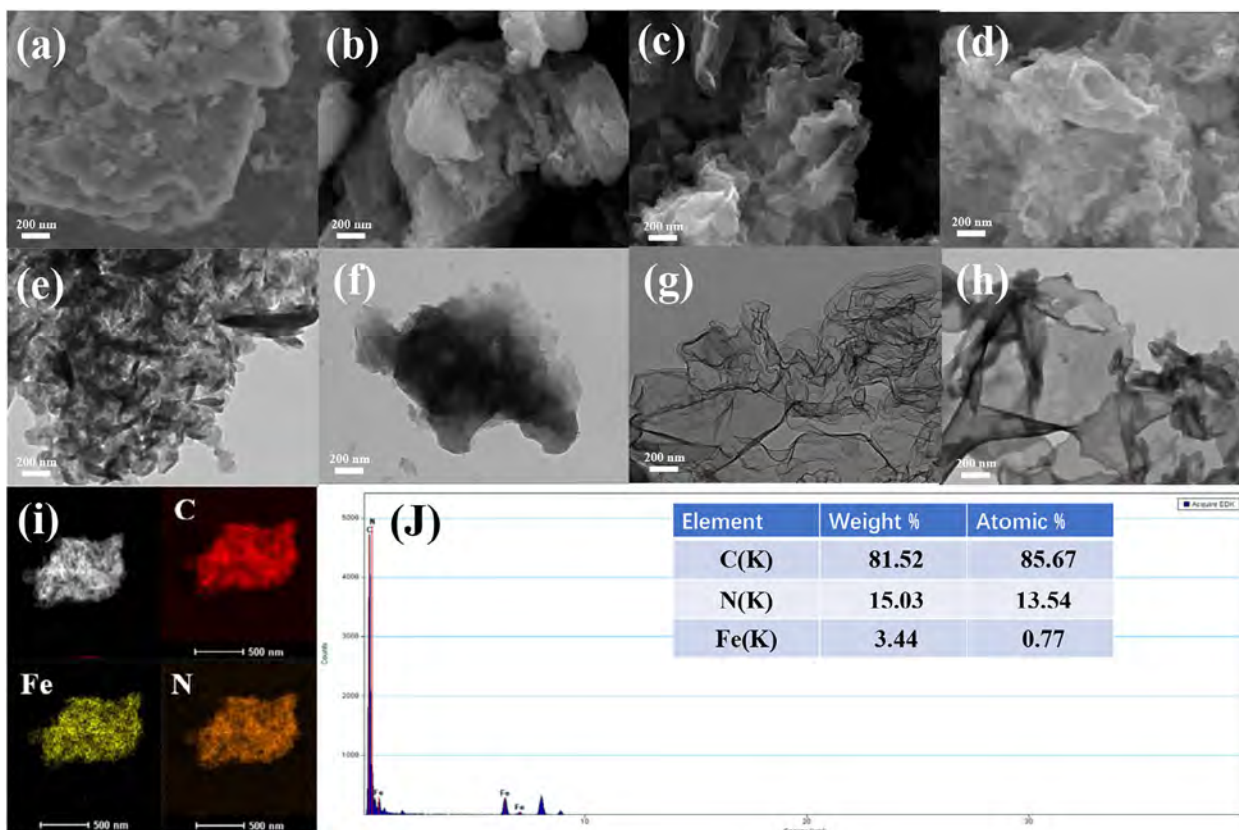 (a)
(b)
(c)
(d)
200 nm
200 nm
200 nm
200 nm
(e)
(f)
(g)
(h)
200 nm
200 nm
200 nm
200 nm
(i)
C
500 nm
Fe
N
500 nm
500 nm
(J)
Acquire EDX
5000
4000
3000
2000
1000
Counts
N
C
Fe
Fe
Fe
10
30
Element Weight % Atomic %
C(K) 81.52 85.67
N(K) 15.03 13.54
Fe(K) 3.44 0.77